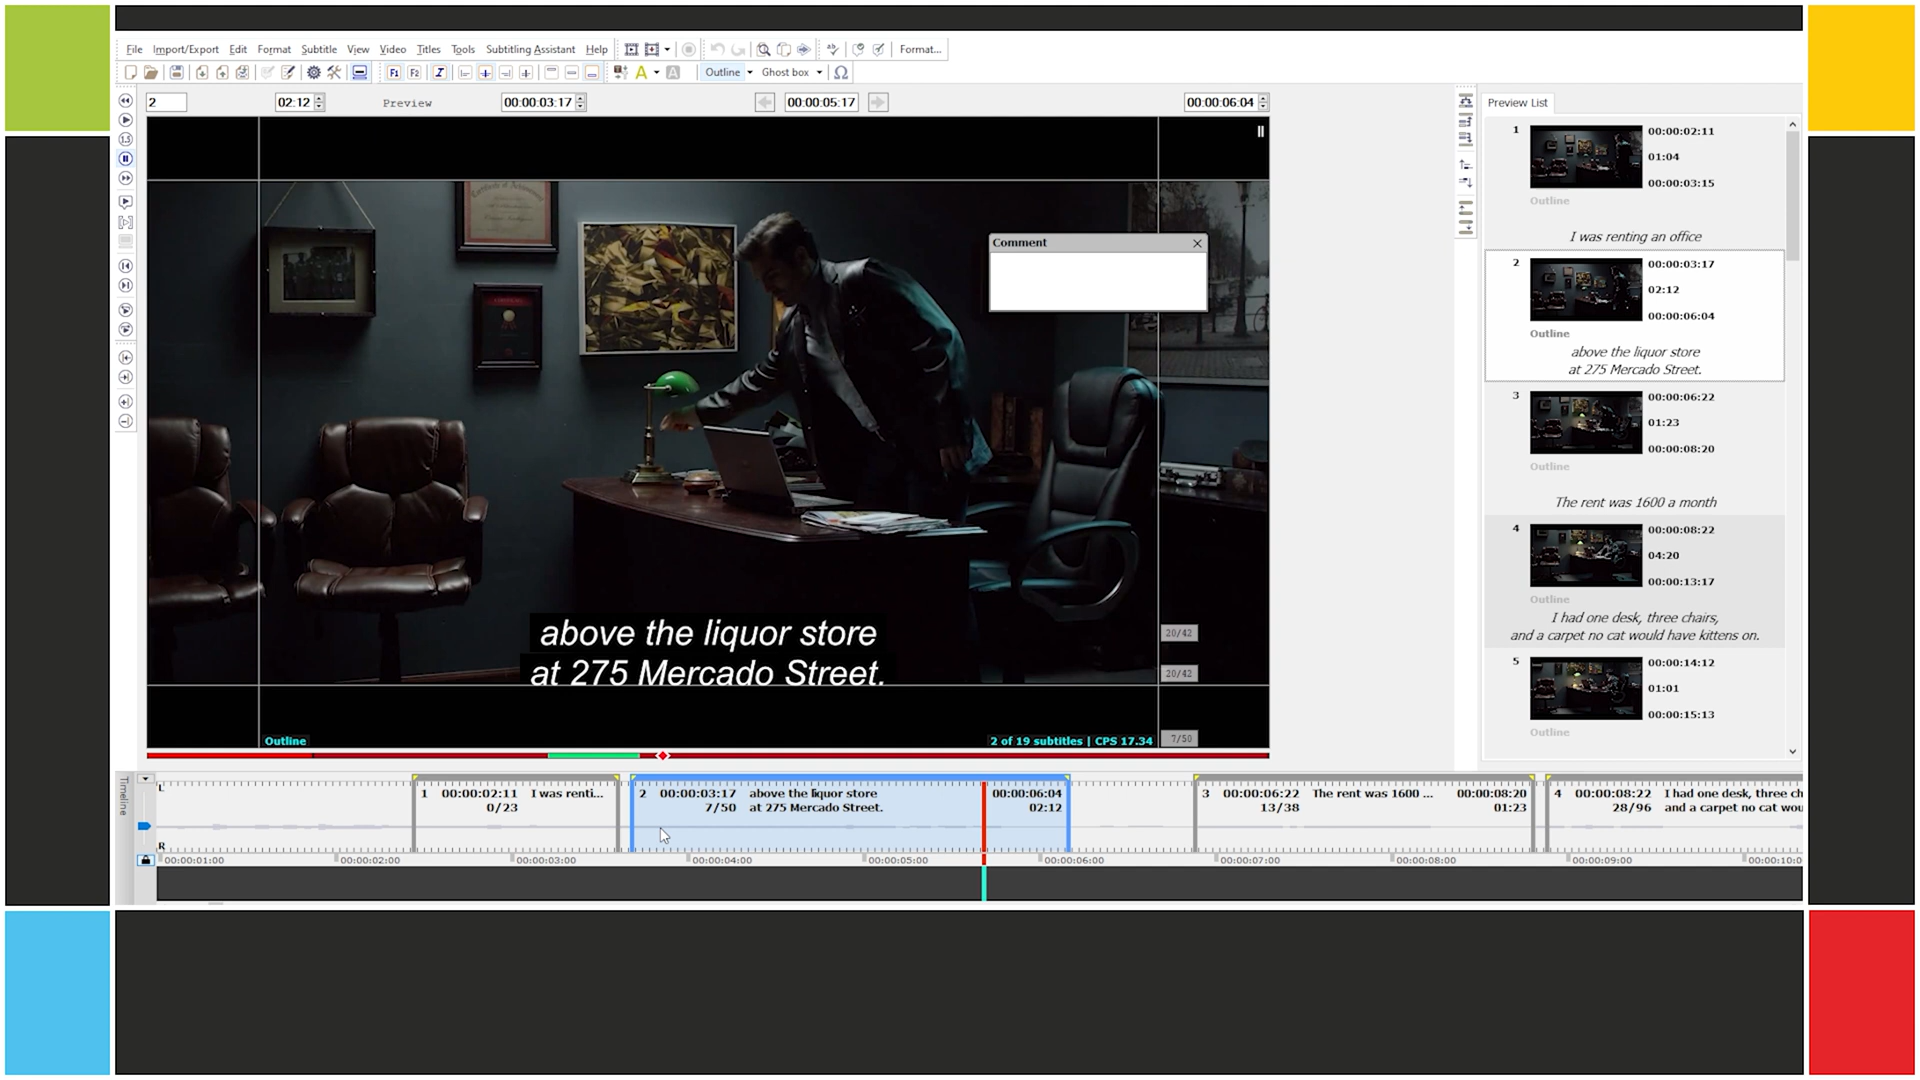 File Import/Export Edit Format Subtitle View Video Titles Tools Subtitling Assistant Help Format...
F1 F2 I A A Outline Ghost box Ω
2 02:12 Preview 00:00:03:17 00:00:05:17 00:00:06:04
1.5
Comment
above the liquor store
at 275 Mercado Street.
20/42
20/42
Outline 2 of 19 subtitles | CPS 17.34 7/50
Preview List
1 00:00:02:11
01:04
00:00:03:15
Outline
I was renting an office
2 00:00:03:17
02:12
00:00:06:04
Outline
above the liquor store
at 275 Mercado Street.
3 00:00:06:22
01:23
00:00:08:20
Outline
The rent was 1600 a month
4 00:00:08:22
04:20
00:00:13:17
Outline
I had one desk, three chairs,
and a carpet no cat would have kittens on.
5 00:00:14:12
01:01
00:00:15:13
Outline
Timeline
L
1 00:00:02:11 I was renti...
0/23
2 00:00:03:17 above the liquor store 00:00:06:04
7/50 at 275 Mercado Street. 02:12
3 00:00:06:22 The rent was 1600 ... 00:00:08:20
13/38 01:23
4 00:00:08:22 I had one desk, three ch
28/96 and a carpet no cat wou
R
00:00:01:00 00:00:02:00 00:00:03:00 00:00:04:00 00:00:05:00 00:00:06:00 00:00:07:00 00:00:08:00 00:00:09:00 00:00:10:0